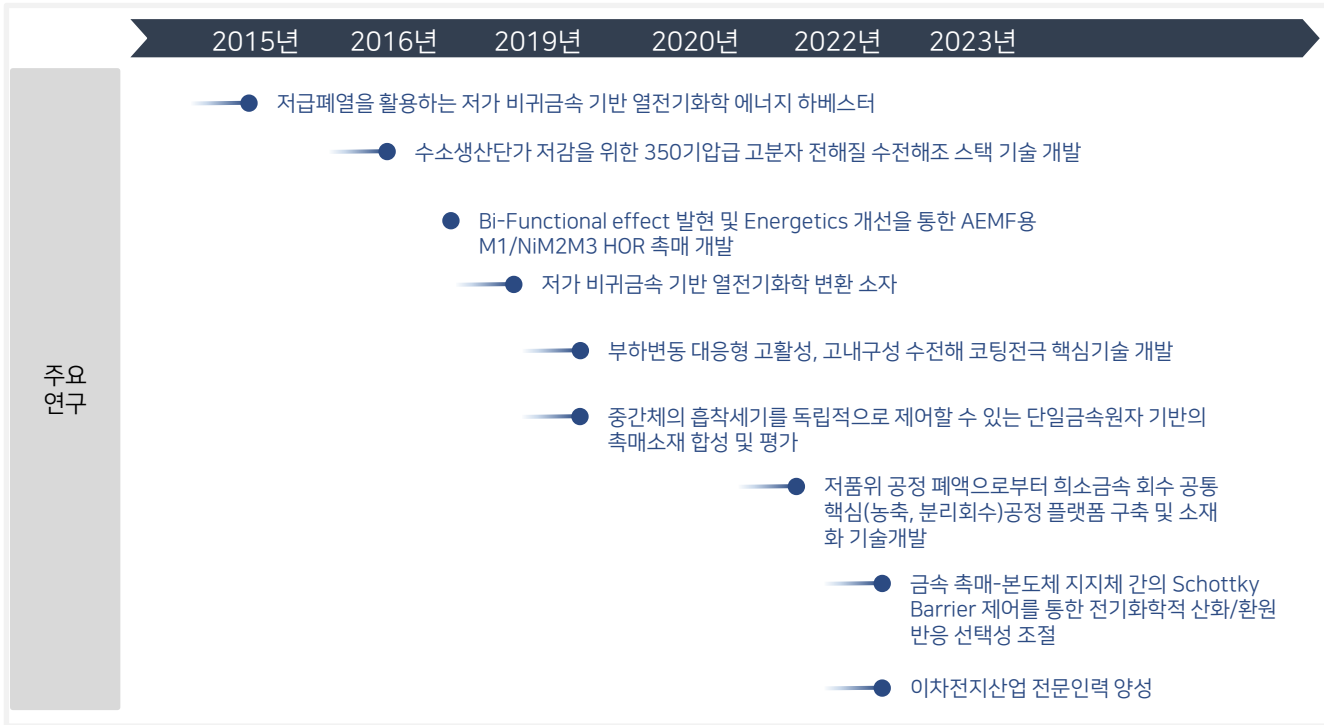 2015년 2016년 2019년 2020년 2022년 2023년
주요
연구
저급폐열을 활용하는 저가 비귀금속 기반 열전기화학 에너지 하베스터
수소생산단가 저감을 위한 350기압급 고분자 전해질 수전해조 스택 기술 개발
Bi-Functional effect 발현 및 Energetics 개선을 통한 AEMF용
M1/NiM2M3 HOR 촉매 개발
저가 비귀금속 기반 열전기화학 변환 소자
부하변동 대응형 고활성, 고내구성 수전해 코팅전극 핵심기술 개발
중간체의 흡착세기를 독립적으로 제어할 수 있는 단일금속원자 기반의
촉매소재 합성 및 평가
저품위 공정 폐액으로부터 희소금속 회수 공통
핵심(농축, 분리회수)공정 플랫폼 구축 및 소재
화 기술개발
금속 촉매-본도체 지지체 간의 Schottky
Barrier 제어를 통한 전기화학적 산화/환원
반응 선택성 조절
이차전지산업 전문인력 양성